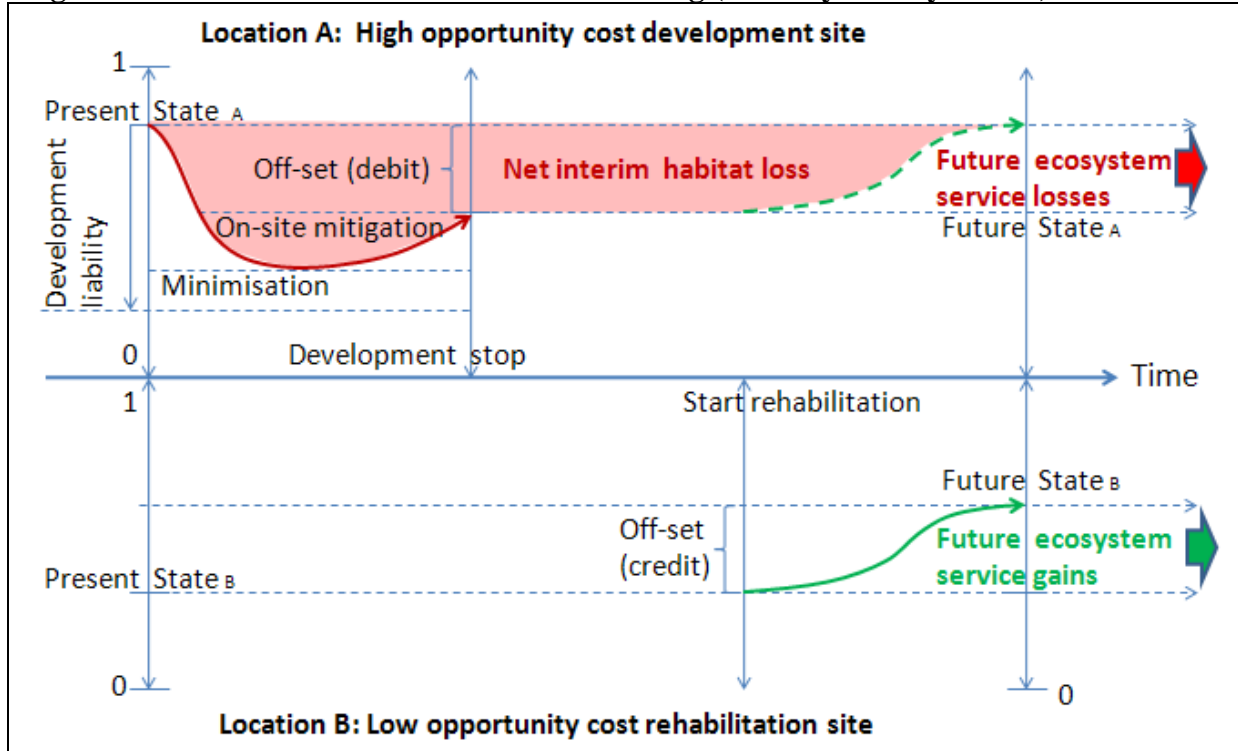 Location A: High opportunity cost development site
1
Present State A
Development
liability
Off-set (debit)
Net interim habitat loss
Future ecosystem
service losses
On-site mitigation
Future State A
Minimisation
0
Development stop
Time
1
Start rehabilitation
Future State B
Off-set
(credit)
Future ecosystem
service gains
Present State B
0
0
Location B: Low opportunity cost rehabilitation site